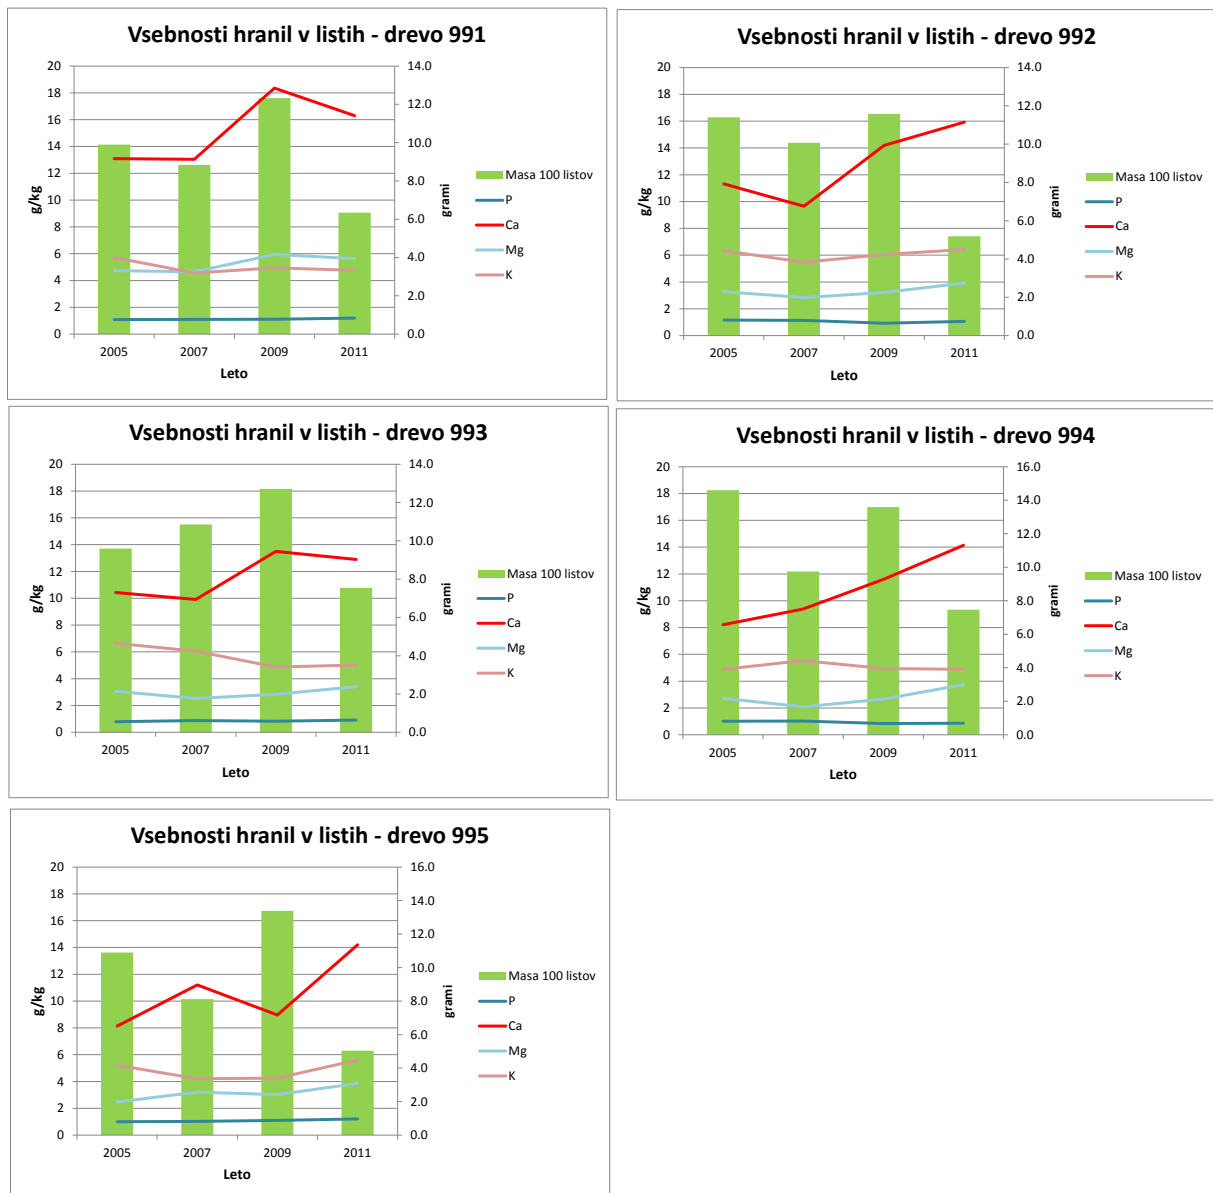 Vsebnosti hranil v listih - drevo 991
20
18
16
14
12
10
8
6
4
2
0
g/kg
14.0
12.0
10.0
8.0
6.0
4.0
2.0
0.0
grami
2005 2007 2009 2011
Leto
Masa 100 listov
P
Ca
Mg
K
Vsebnosti hranil v listih - drevo 992
20
18
16
14
12
10
8
6
4
2
0
g/kg
14.0
12.0
10.0
8.0
6.0
4.0
2.0
0.0
grami
2005 2007 2009 2011
Leto
Masa 100 listov
P
Ca
Mg
K
Vsebnosti hranil v listih - drevo 993
20
18
16
14
12
10
8
6
4
2
0
g/kg
14.0
12.0
10.0
8.0
6.0
4.0
2.0
0.0
grami
2005 2007 2009 2011
Leto
Masa 100 listov
P
Ca
Mg
K
Vsebnosti hranil v listih - drevo 994
20
18
16
14
12
10
8
6
4
2
0
g/kg
16.0
14.0
12.0
10.0
8.0
6.0
4.0
2.0
0.0
grami
2005 2007 2009 2011
Leto
Masa 100 listov
P
Ca
Mg
K
Vsebnosti hranil v listih - drevo 995
20
18
16
14
12
10
8
6
4
2
0
g/kg
16.0
14.0
12.0
10.0
8.0
6.0
4.0
2.0
0.0
grami
2005 2007 2009 2011
Leto
Masa 100 listov
P
Ca
Mg
K